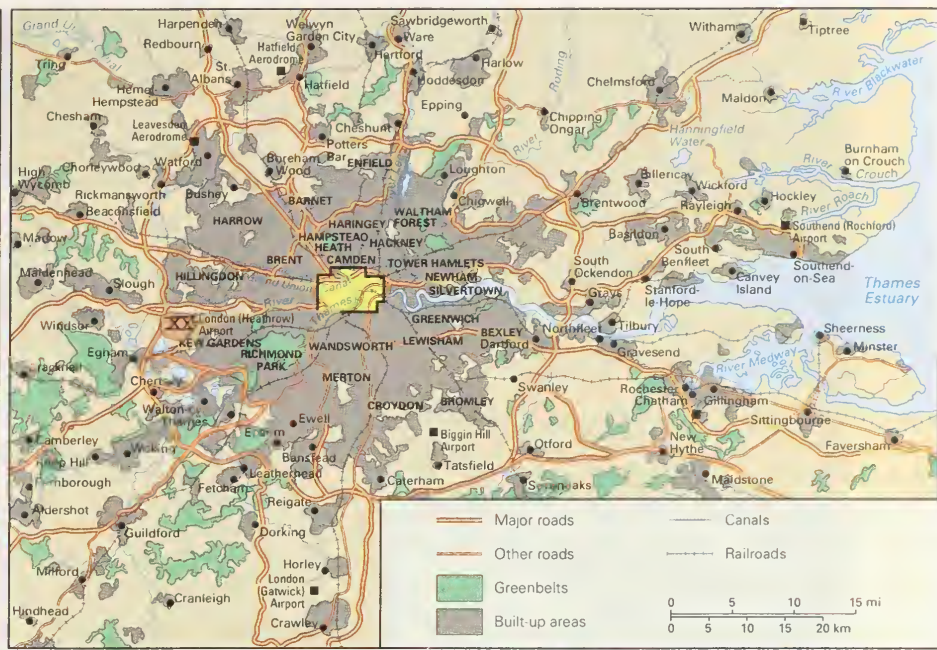 Harpenden
Welwyn
Garden City
Sawbridgeworth
Ware
Witham
Tiptree
Grand
Redbourn
Hatfield
Aerodrome
Hertford
Harlow
Roding
Tring
St.
Albans
Hoddesdon
Chelmsford
River Blackwater
Hemel
Hempstead
Hatfield
Epping
Maldon
Chesham
Leavesden
Aerodrome
Cheshunt
Chipping
Ongar
River
Hanningfield
Water
Potters
Bar
Burnham
on Crouch
Chorleywood
Watford
Boreham
Wood
ENFIELD
Loughton
Billericay
River
Crouch
High
Wycomb
Wickford
Rickmansworth
Bushey
BARNET
Chigwell
Brentwood
Rayleigh
Hockley
River Roach
Beaconsfield
HARROW
HARINGEY
WALTHAM
FOREST
Southend (Rochford)
Airport
HAMPSTEAD
HEATH
HACKNEY
Basildon
BRENT
CAMDEN
TOWER HAMLETS
South
Benfleet
Maidenhead
HILLINGDON
NEWHAM
South
Ockendon
Canvey
Island
Southend-
on-Sea
Slough
SILVERTOWN
Stanford-
le-Hope
Thames
Estuary
River
Thames
Grays
Windsor
London (Heathrow)
Airport
GREENWICH
BEXLEY
Northfleet
Tilbury
Sheerness
KEW GARDENS
WANDSWORTH
LEWISHAM
Dartford
Gravesend
Minster
Egham
RICHMOND
PARK
River Medway
MERTON
Swanley
Rochester
Chatham
Gillingham
Walton-
Thames
CROYDON
BROMLEY
Sittingbourne
Ewell
Biggin Hill
Airport
Otford
New
Hythe
Faversham
Camberley
Woking
Banstead
Tatsfield
Leatherhead
Fetcham
Caterham
Maidstone
Aldershot
Reigate
Guildford
Dorking
Milford
Horley
Cranleigh
London
(Gatwick)
Airport
Hindhead
Crawley
Major roads
Canals
Other roads
Railroads
Greenbelts
Built-up areas
0 5 10 15 mi
0 5 10 15 20 km